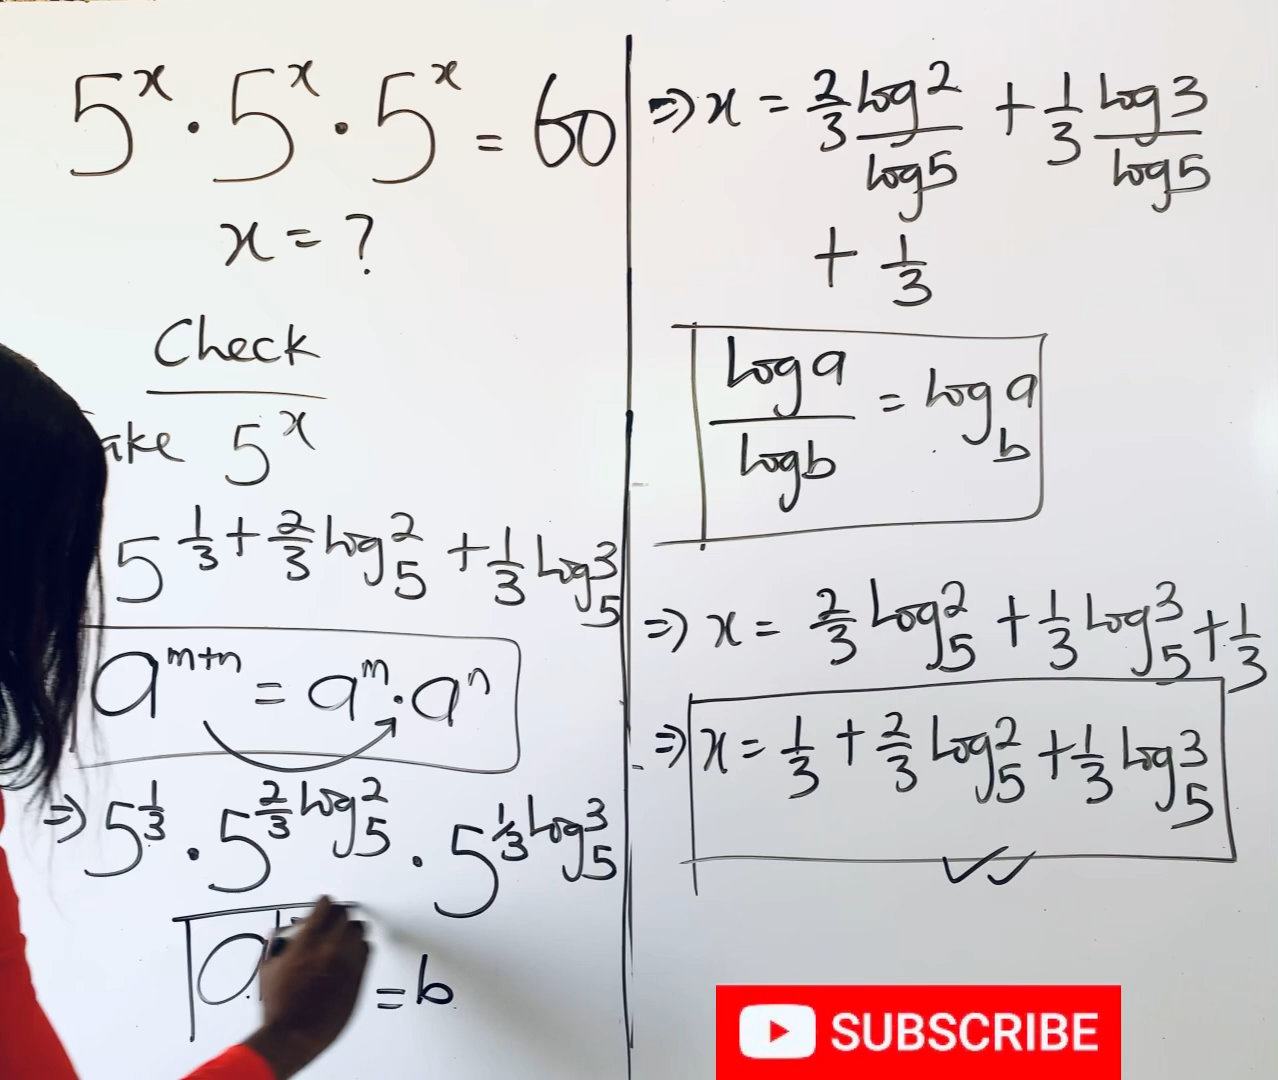 5^x · 5^x · 5^x = 60
x = ?
Check
ake 5^x
5^(1/3 + 2/3 log_5 2 + 1/3 log_5 3)
a^(m+n) = a^m · a^n
⇒ 5^(1/3) · 5^(2/3 log_5 2) · 5^(1/3 log_5 3)
a = b
⇒ x = 2/3 log2/log5 + 1/3 log3/log5
+ 1/3
log a/log b = log_b a
⇒ x = 2/3 log_5 2 + 1/3 log_5 3 + 1/3
⇒ x = 1/3 + 2/3 log_5 2 + 1/3 log_5 3
SUBSCRIBE